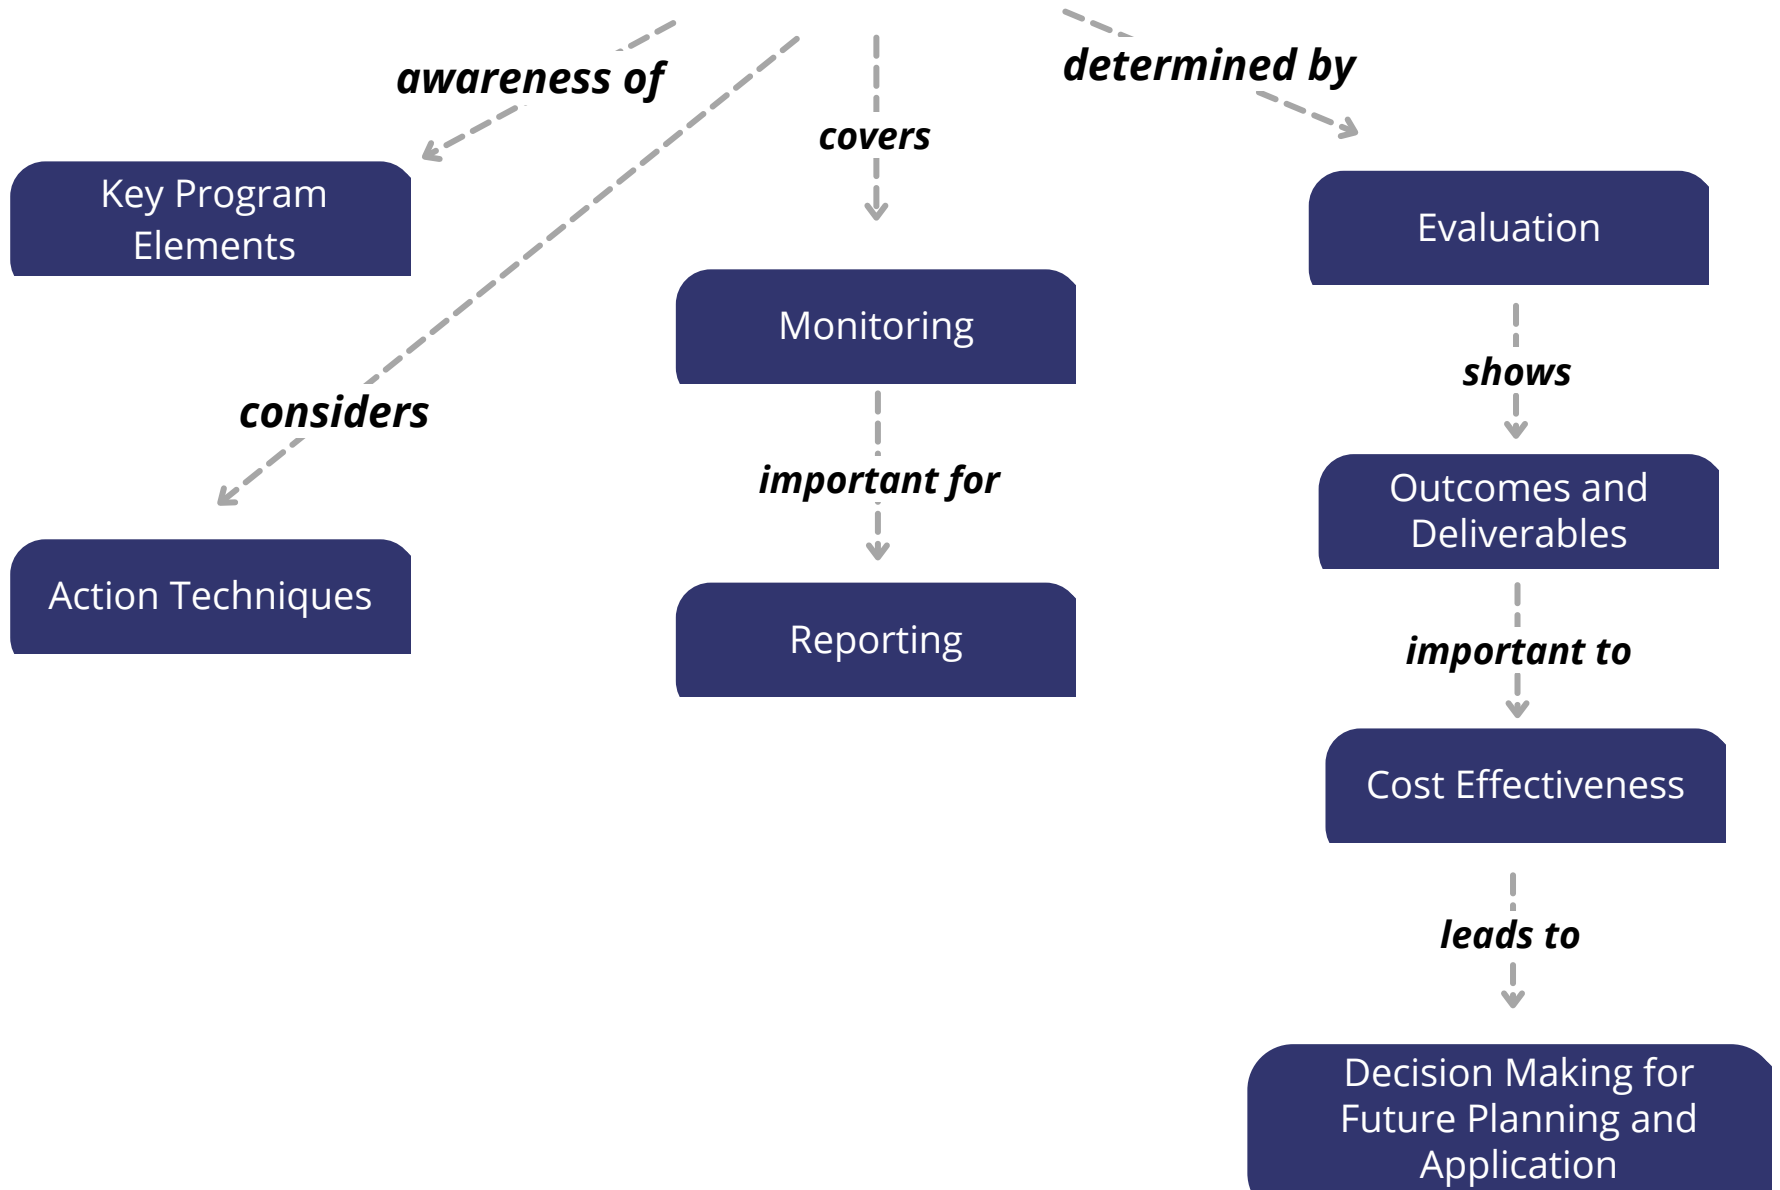 awareness of
determined by
covers
Key Program
Elements
Evaluation
Monitoring
shows
considers
important for
Outcomes and
Deliverables
Action Techniques
Reporting
important to
Cost Effectiveness
leads to
Decision Making for
Future Planning and
Application